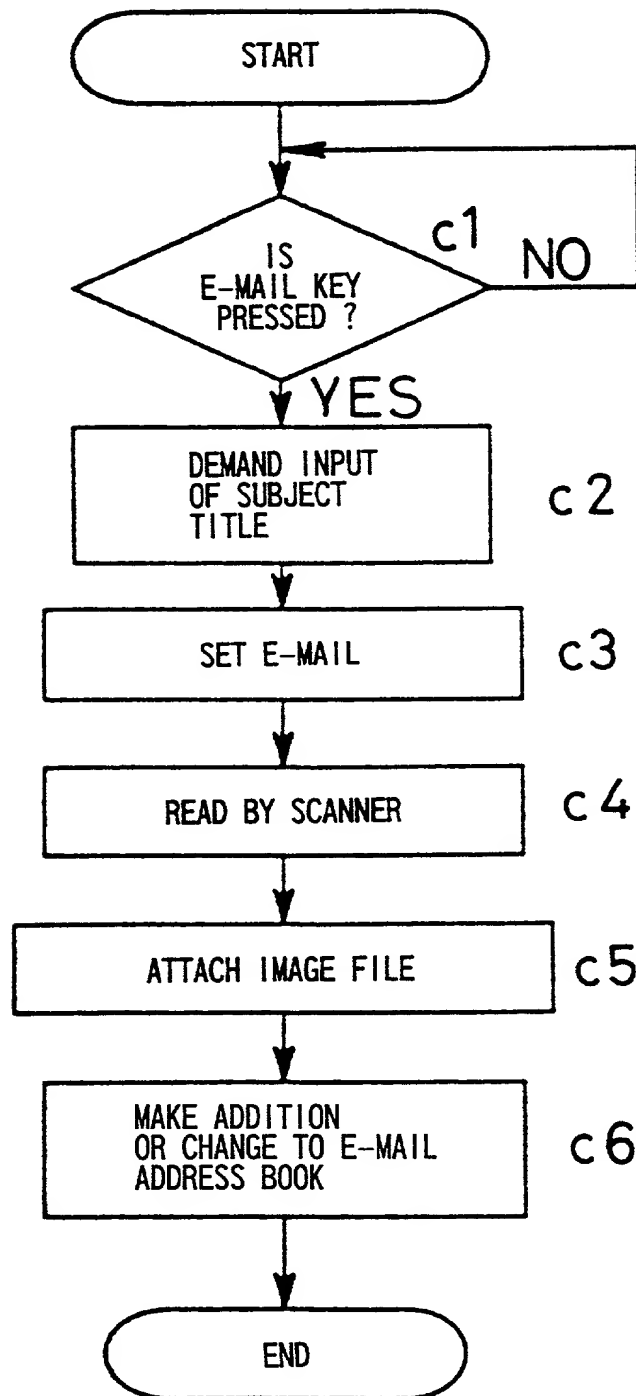 START
IS
E-MAIL KEY
PRESSED ?
c1
NO
YES
DEMAND INPUT
OF SUBJECT
TITLE
c2
SET E-MAIL
c3
READ BY SCANNER
c4
ATTACH IMAGE FILE
c5
MAKE ADDITION
OR CHANGE TO E-MAIL
ADDRESS BOOK
c6
END